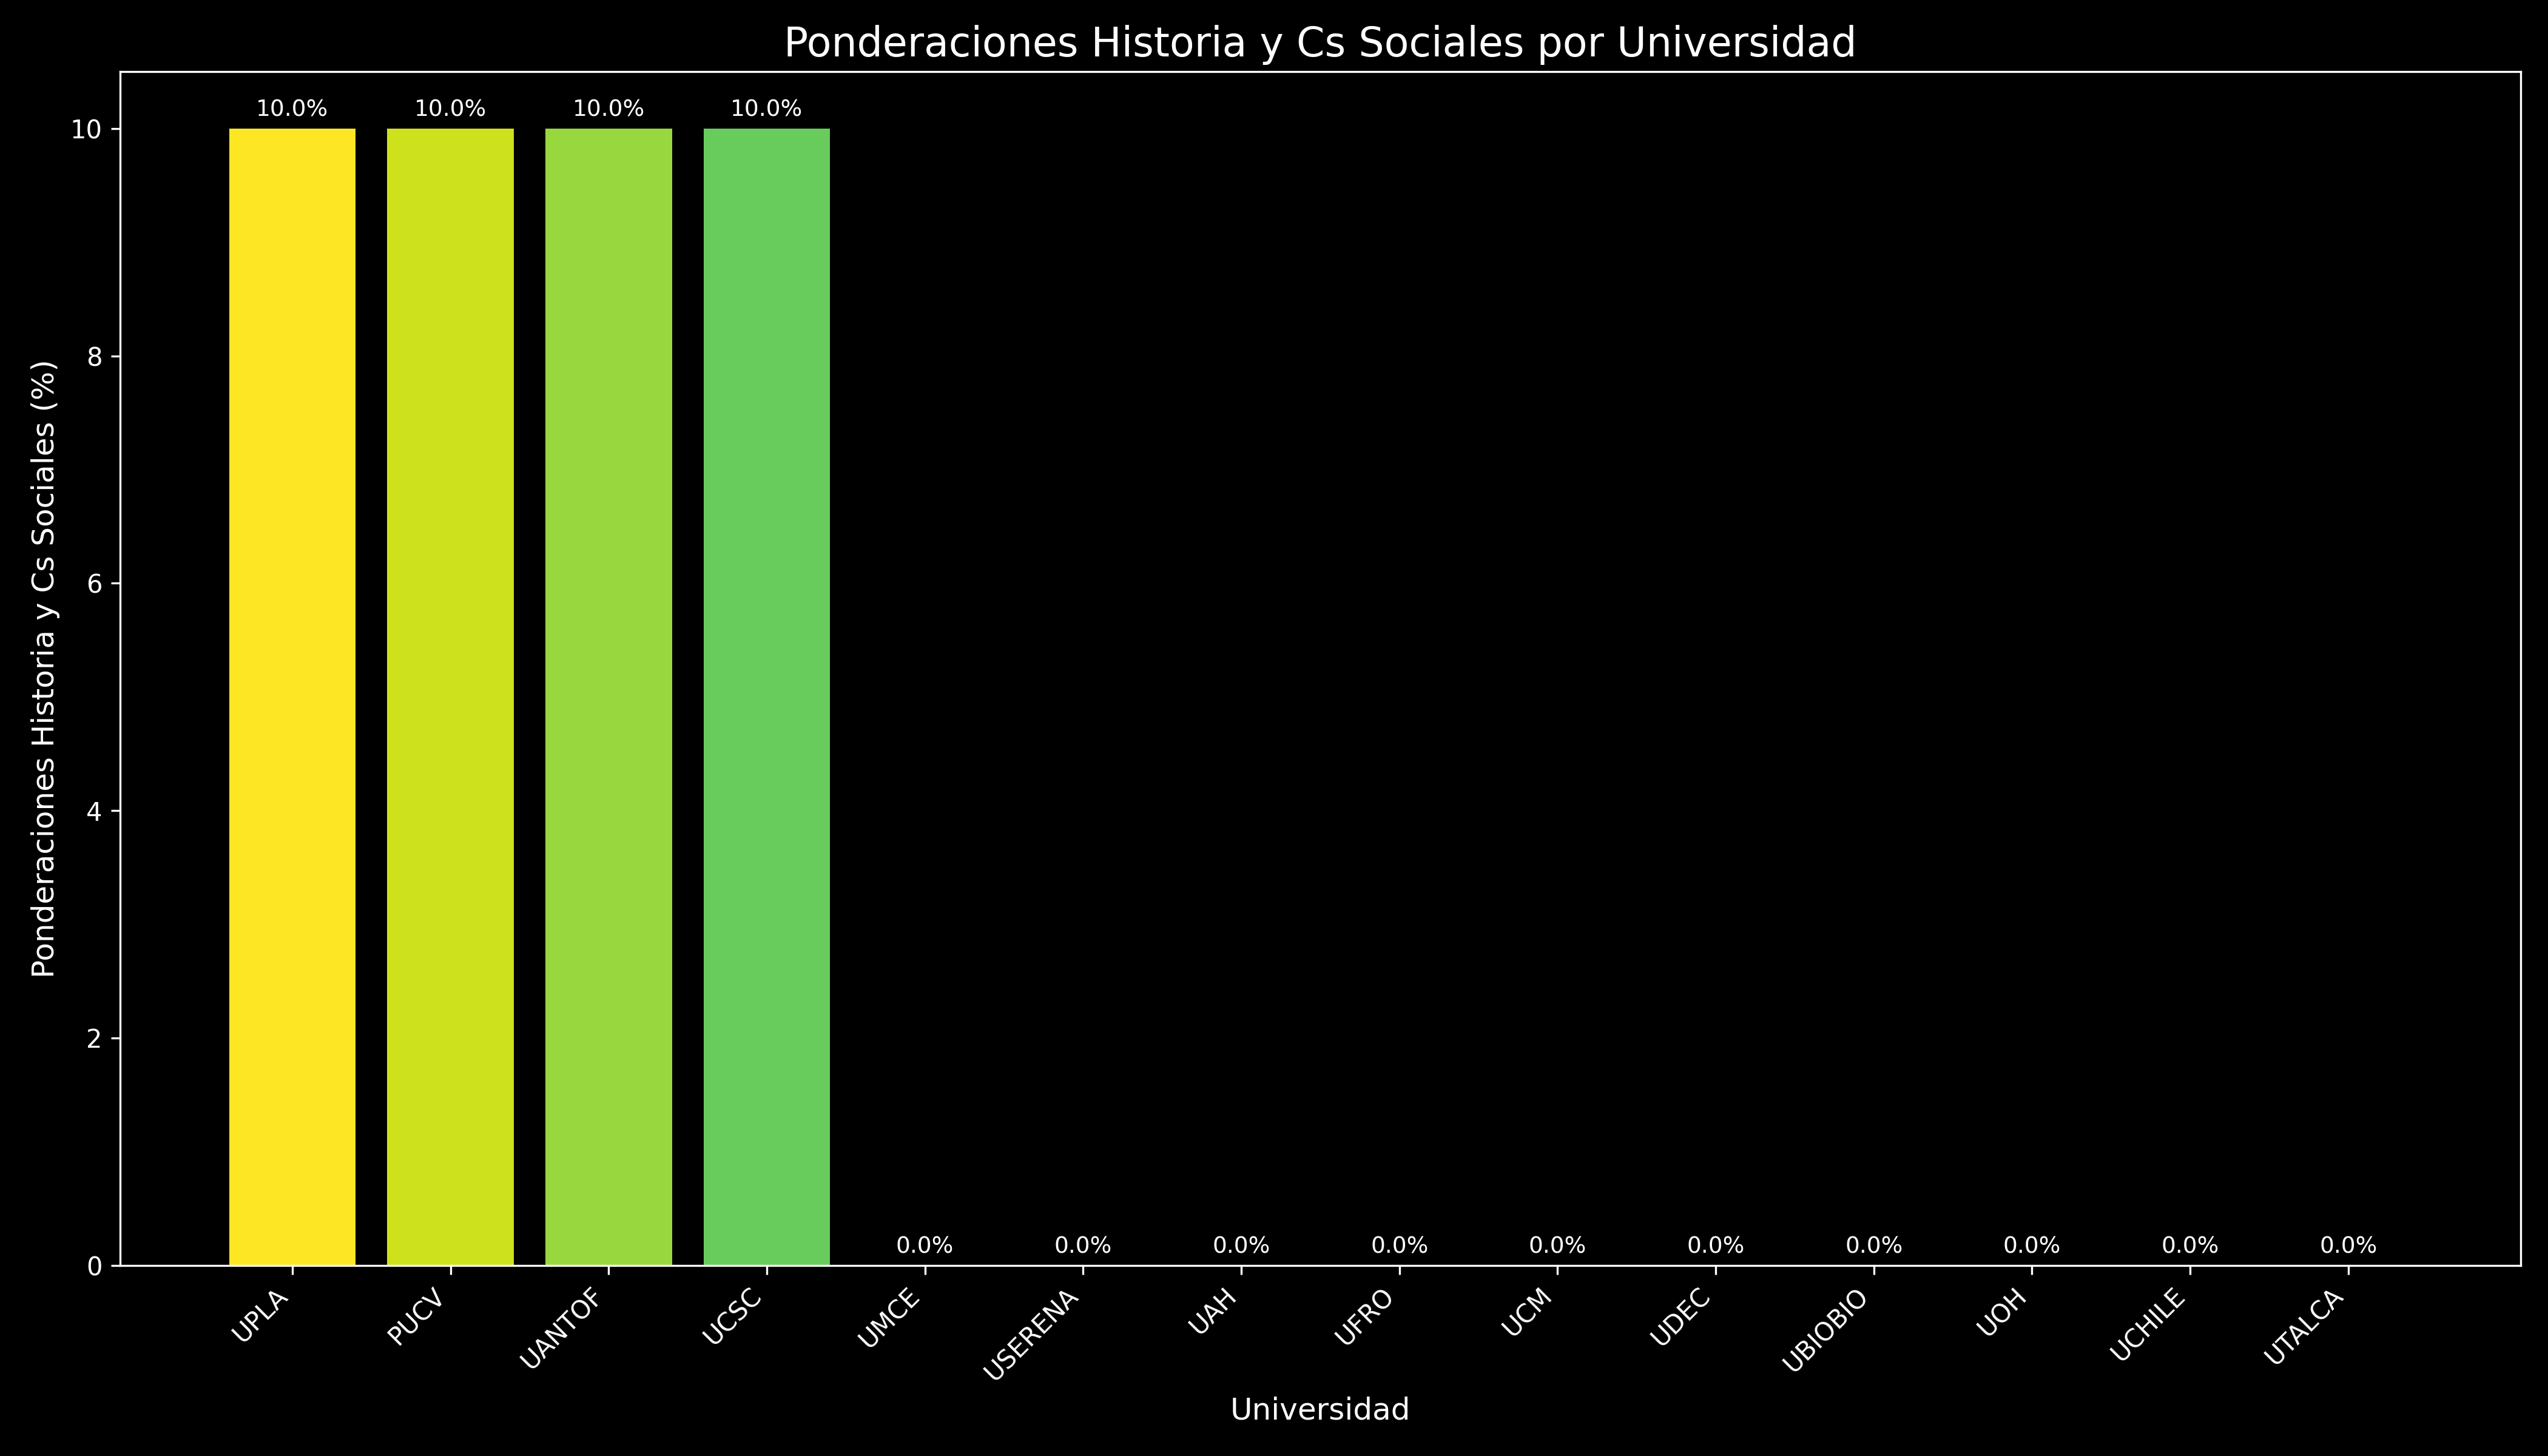 Ponderaciones Historia y Cs Sociales por Universidad
Ponderaciones Historia y Cs Sociales (%)
10
8
6
4
2
0
10.0%
10.0%
10.0%
10.0%
0.0%
0.0%
0.0%
0.0%
0.0%
0.0%
0.0%
0.0%
0.0%
0.0%
UPLA
PUCV
UANTOF
UCSC
UMCE
USERENA
UAH
UFRO
UCM
UDEC
UBIOBIO
UOH
UCHILE
UTALCA
Universidad